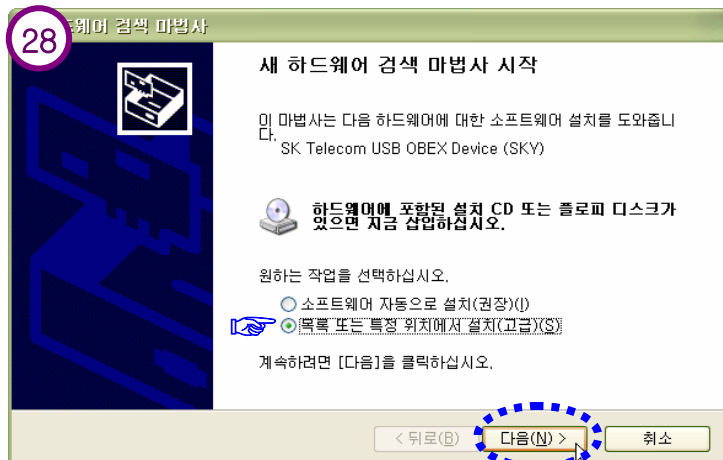 28
드웨어 검색 마법사
새 하드웨어 검색 마법사 시작
이 마법사는 다음 하드웨어에 대한 소프트웨어 설치를 도와줍니
다.
SK Telecom USB OBEX Device (SKY)
하드웨어에 포함된 설치 CD 또는 플로피 디스크가
있으면 지금 삽입하십시오.
원하는 작업을 선택하십시오.
소프트웨어 자동으로 설치(권장)(I)
목록 또는 특정 위치에서 설치(고급)(S)
계속하려면 [다음]을 클릭하십시오.
< 뒤로(B) 다음(N) > 취소